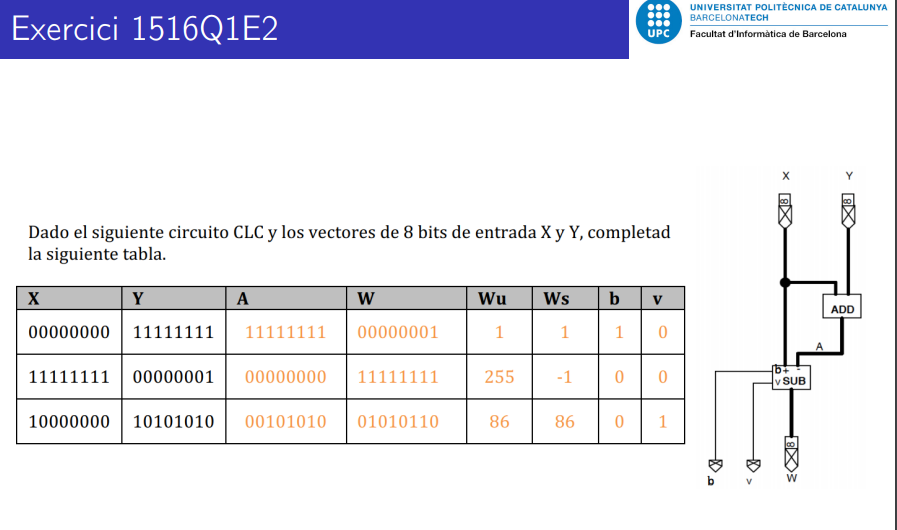 Exercici 1516Q1E2
UNIVERSITAT POLITÈCNICA DE CATALUNYA
BARCELONATECH
Facultat d'Informàtica de Barcelona
UPC
Dado el siguiente circuito CLC y los vectores de 8 bits de entrada X y Y, completad
la siguiente tabla.
X Y A W Wu Ws b v
00000000 11111111 11111111 00000001 1 1 1 0
11111111 00000001 00000000 11111111 255 -1 0 0
10000000 10101010 00101010 01010110 86 86 0 1
X Y
8 8
ADD
A
b + -
v SUB
8
b v W